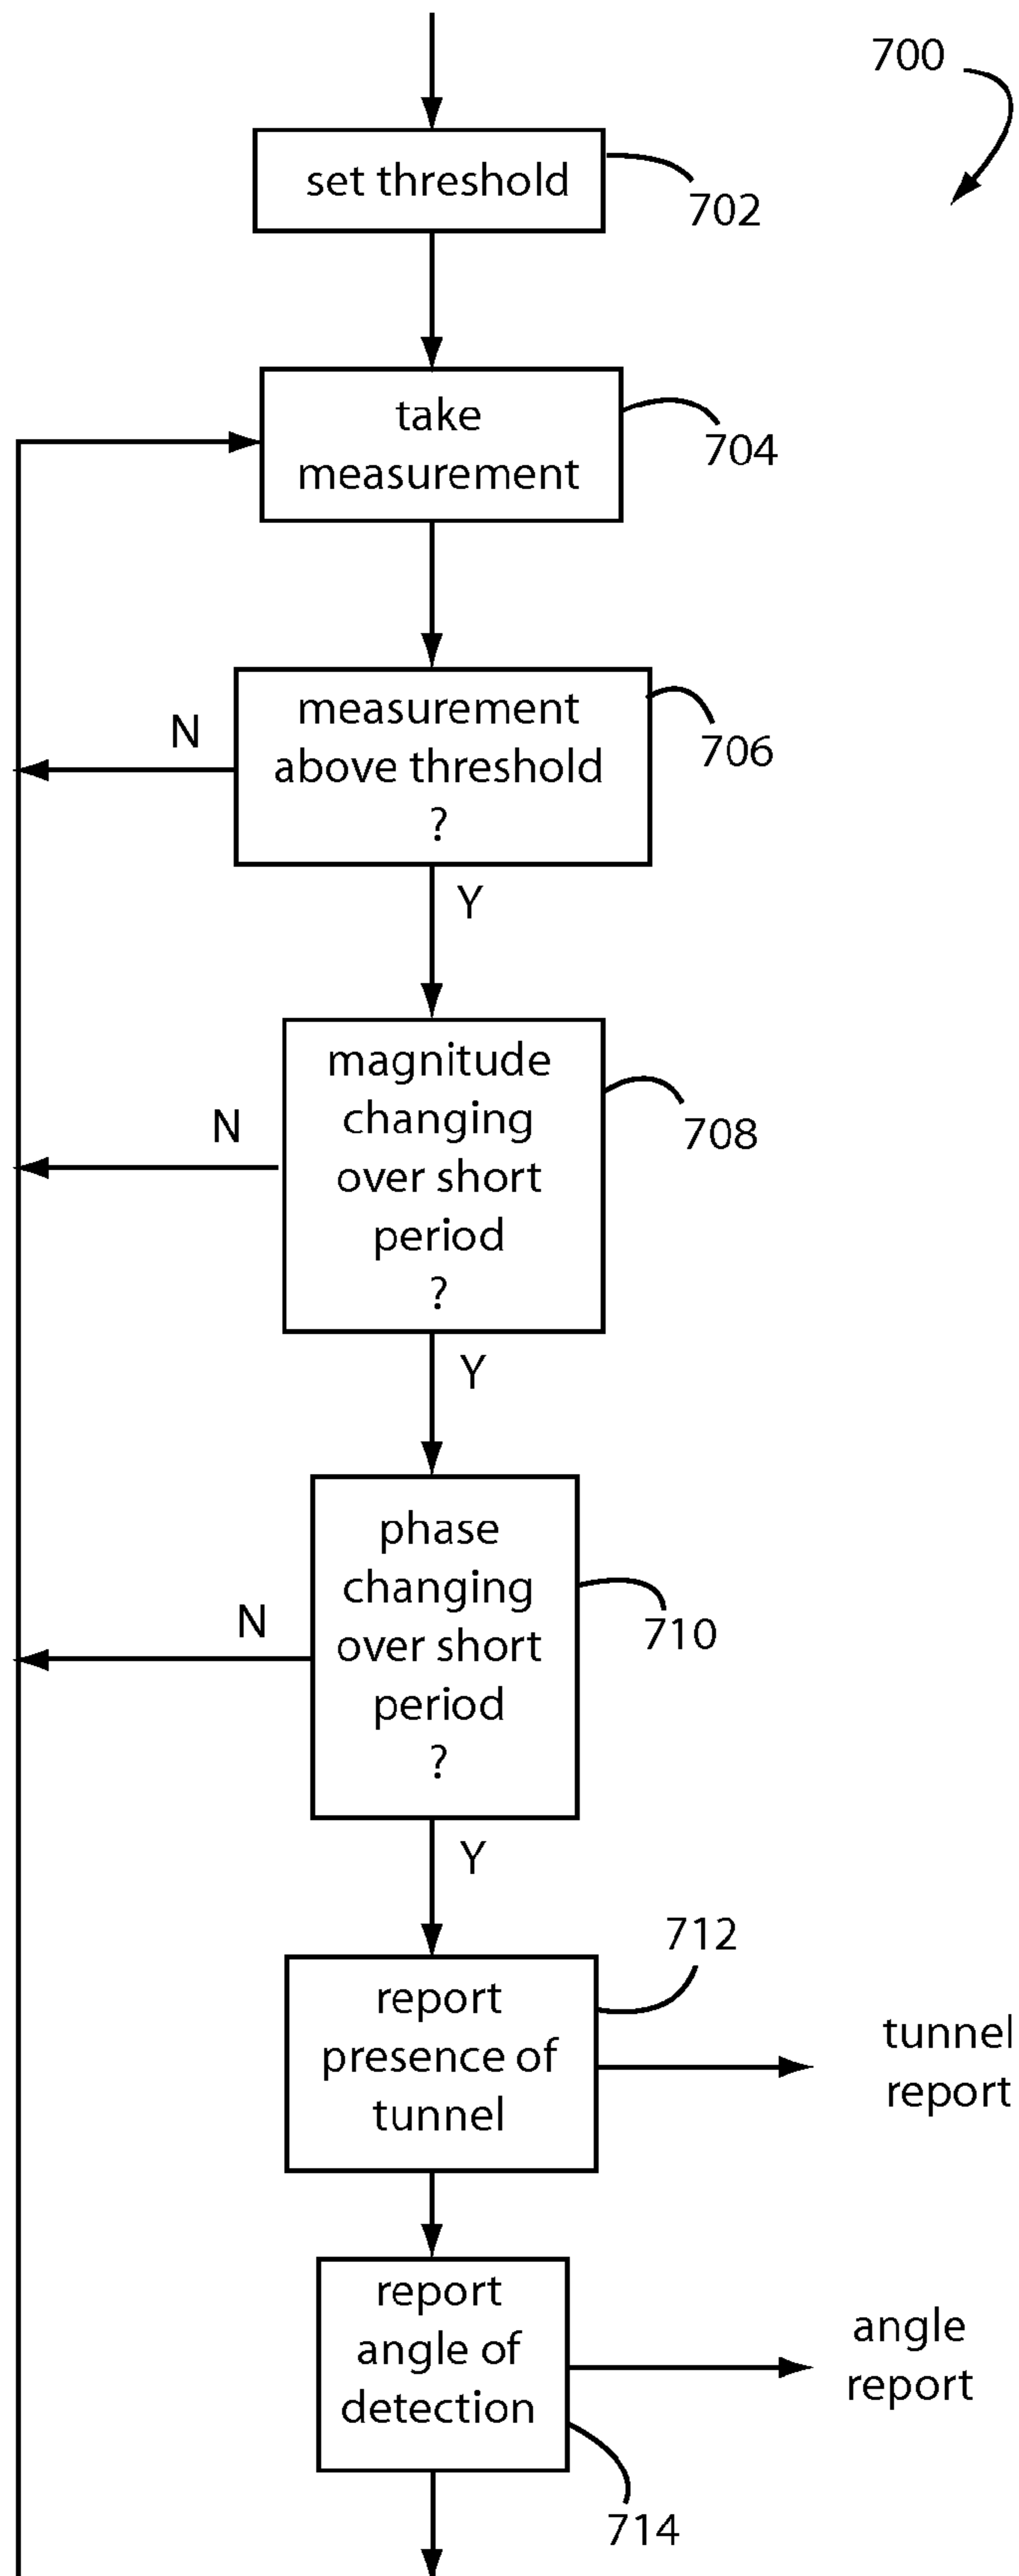 700
set threshold
702
take
measurement
704
measurement
above threshold
?
706
N
Y
magnitude
changing
over short
period
?
708
N
Y
phase
changing
over short
period
?
710
N
Y
712
report
presence of
tunnel
tunnel
report
report
angle of
detection
angle
report
714